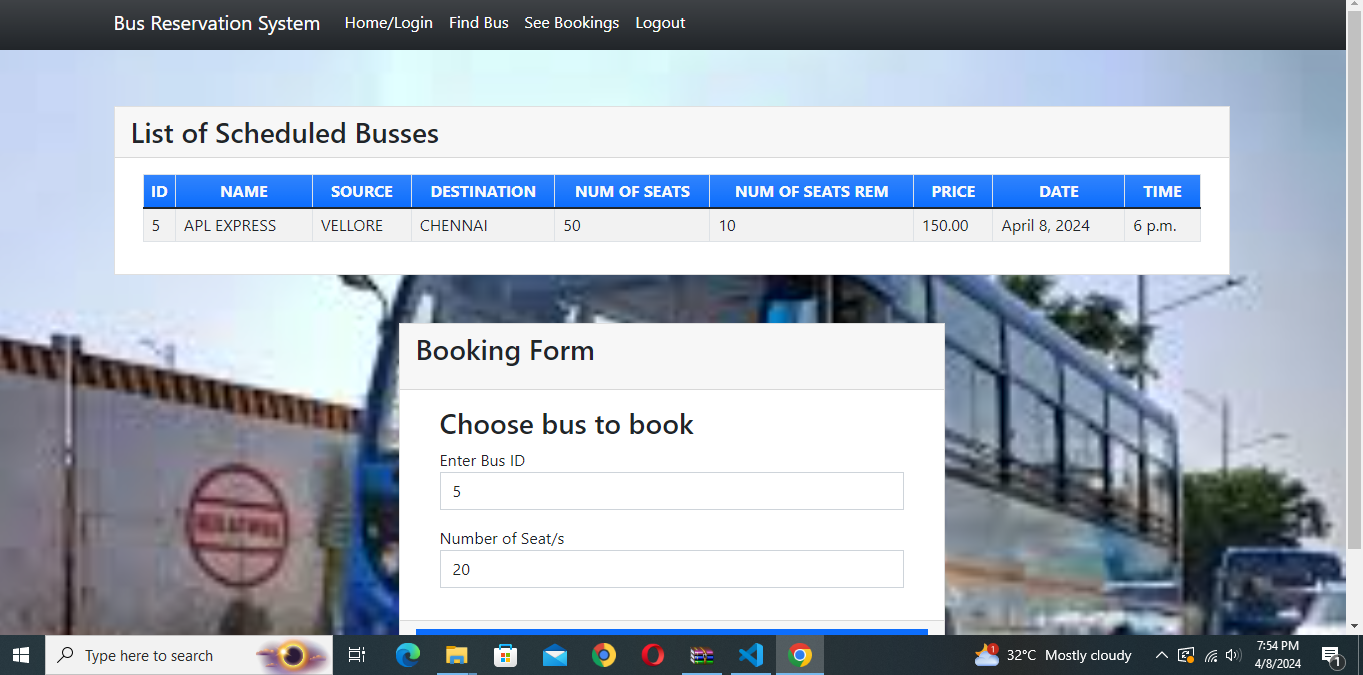 Bus Reservation System Home/Login Find Bus See Bookings Logout
List of Scheduled Busses
ID NAME SOURCE DESTINATION NUM OF SEATS NUM OF SEATS REM PRICE DATE TIME
5 APL EXPRESS VELLORE CHENNAI 50 10 150.00 April 8, 2024 6 p.m.
Booking Form
Choose bus to book
Enter Bus ID
5
Number of Seat/s
20
Type here to search
1
32°C Mostly cloudy
7:54 PM
4/8/2024
1